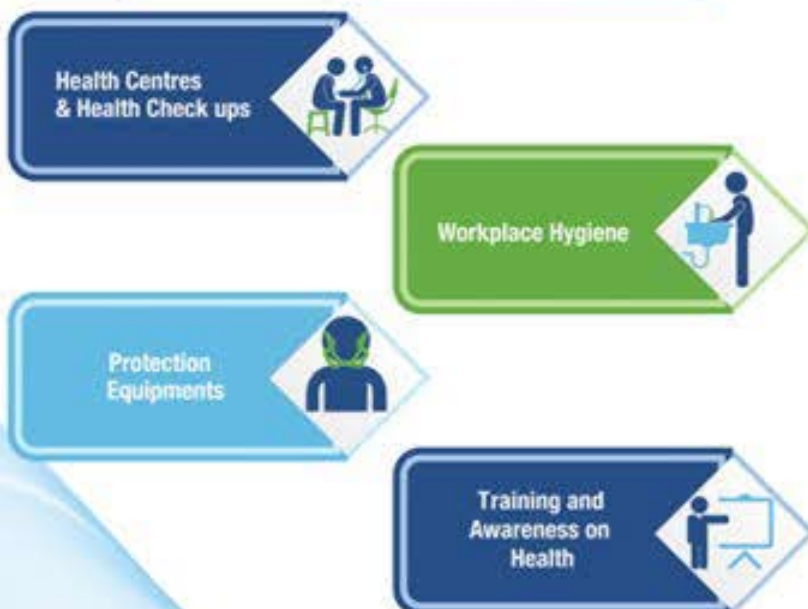 Health Centres
& Health Check ups
Workplace Hygiene
Protection
Equipments
Training and
Awareness on
Health